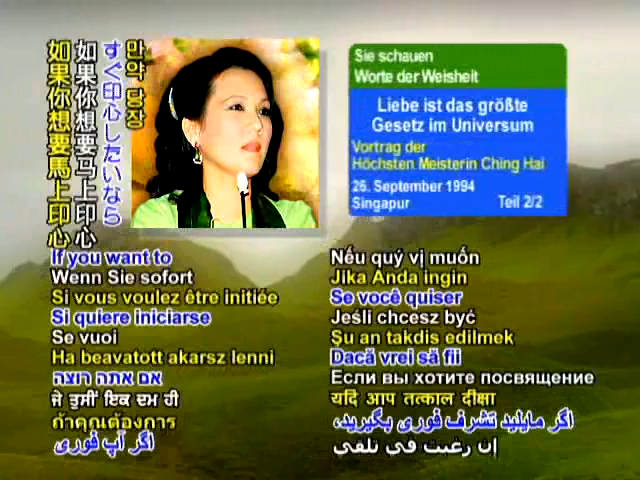 如果你想要馬上印心
如果你想要马上印心
すぐ印心したいなら
만약 당장
Sie schauen
Worte der Weisheit
Liebe ist das größte
Gesetz im Universum
Vortrag der
Höchsten Meisterin Ching Hai
26. September 1994
Singapur
Teil 2/2
If you want to
Wenn Sie sofort
Si vous voulez être initiée
Si quiere iniciarse
Se vuoi
Ha beavatott akarsz lenni
אם אתה רוצה
ਜੇ ਤੁਸੀਂ ਇਕ ਦਮ ਹੀ
ถ้าคุณต้องการ
اگر آپ فوری
Nếu quý vị muốn
Jika Anda ingin
Se você quiser
Jeśli chcesz być
Şu an takdis edilmek
Dacă vrei să fii
Если вы хотите посвящение
यदि आप तत्काल दीक्षा
اگر مایلید تشرف فوری بگیرید،
إن رغبت في تلقي